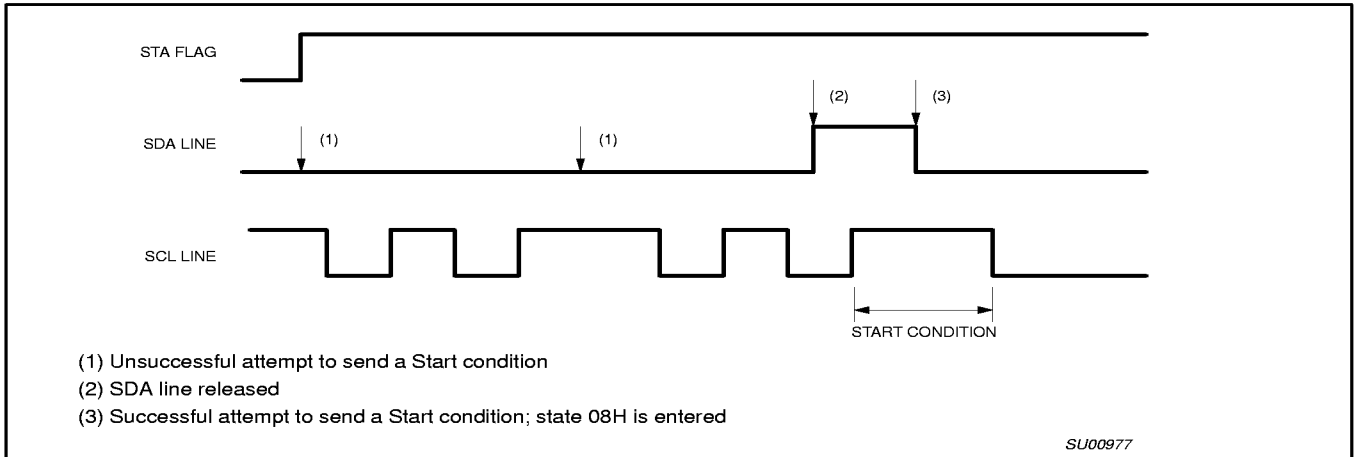 STA FLAG
(2)
(3)
SDA LINE
(1)
(1)
SCL LINE
START CONDITION
(1) Unsuccessful attempt to send a Start condition
(2) SDA line released
(3) Successful attempt to send a Start condition; state 08H is entered
SU00977